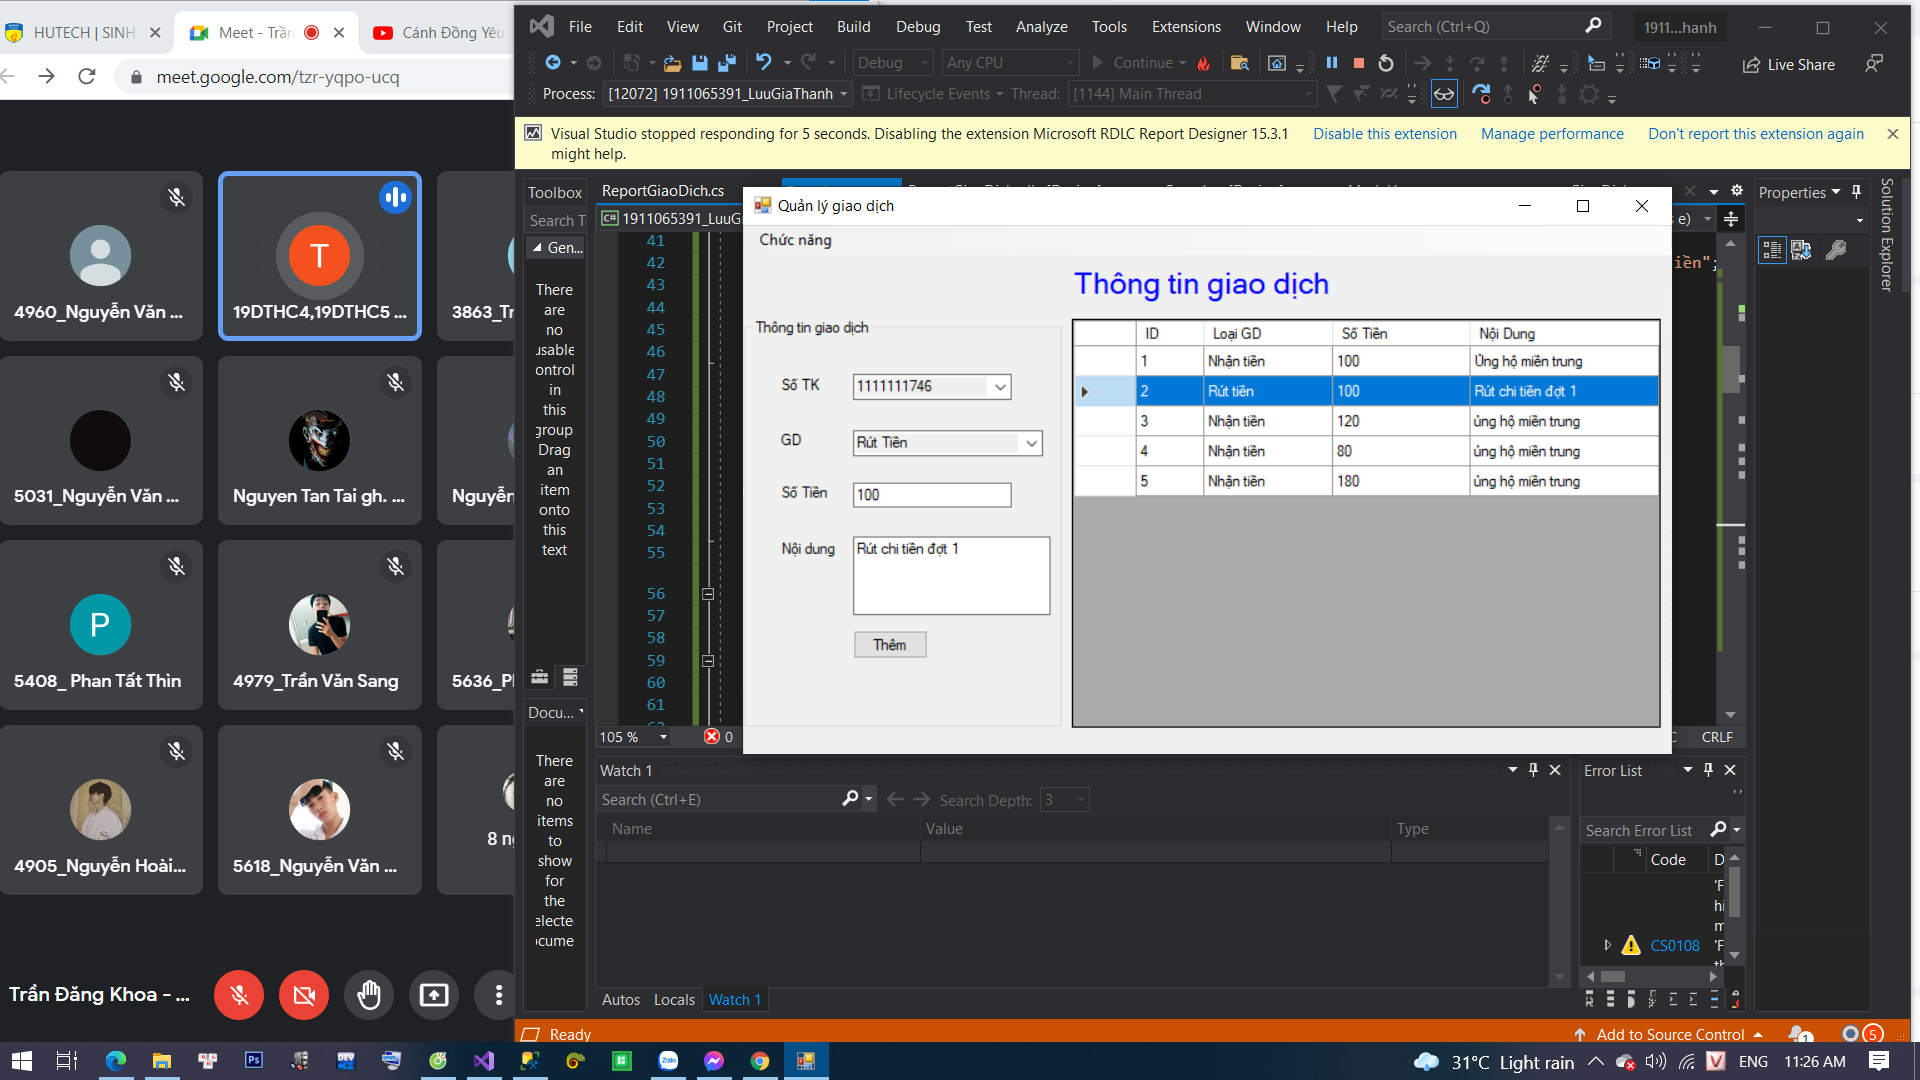 HUTECH | SINH
Meet - Trần
Cánh Đồng Yêu
meet.google.com/tzr-yqpo-ucq
4960_Nguyễn Văn ...
T
19DTHC4,19DTHC5 ...
5031_Nguyễn Văn ...
Nguyen Tan Tai gh. ...
Nguyễn
P
5408_ Phan Tất Thìn
4979_Trần Văn Sang
4905_Nguyễn Hoài...
5618_Nguyễn Văn ...
Trần Đăng Khoa - ...
File Edit View Git Project Build Debug Test Analyze Tools Extensions Window Help
Search (Ctrl+Q)
1911...hanh
Debug
Any CPU
Continue
Live Share
Process: [12072] 1911065391_LuuGiaThanh
Lifecycle Events
Thread: [1144] Main Thread
Visual Studio stopped responding for 5 seconds. Disabling the extension Microsoft RDLC Report Designer 15.3.1
might help.
Disable this extension
Manage performance
Don't report this extension again
Toolbox
Gen...
There
are
no
in
this
group
Drag
an
item
onto
this
text
Docu...
There
are
no
items
to
show
for
the
ReportGiaoDich.cs
41
42
43
44
45
46
47
48
49
50
51
52
53
54
55
56
57
58
59
60
61
105 %
0
CRLF
Quản lý giao dịch
Chức năng
Thông tin giao dịch
Thông tin giao dịch
Số TK 1111111746
GD Rút Tiền
Số Tiền 100
Nội dung Rút chi tiền đợt 1
Thêm
ID Loại GD Số Tiền Nội Dung
1 Nhận tiền 100 Ủng hộ miền trung
2 Rút tiền 100 Rút chi tiền đợt 1
3 Nhận tiền 120 ủng hộ miền trung
4 Nhận tiền 80 ủng hộ miền trung
5 Nhận tiền 180 ủng hộ miền trung
Properties
Solution Explorer
Watch 1
Search (Ctrl+E)
Search Depth: 3
Name Value Type
Autos Locals Watch 1
Error List
Search Error List
Code
CS0108
Ready
Add to Source Control
1
5
31°C Light rain
ENG
11:26 AM